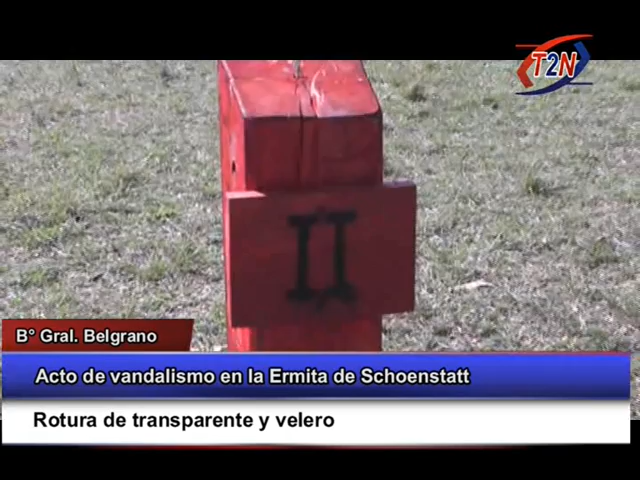 T2N
II
B° Gral. Belgrano
Acto de vandalismo en la Ermita de Schoenstatt
Rotura de transparente y velero